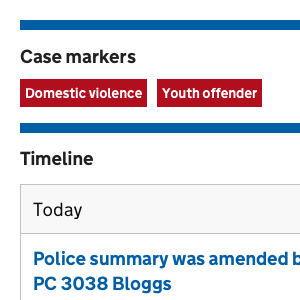 Case markers
Domestic violence Youth offender
Timeline
Today
Police summary was amended
PC 3038 Bloggs